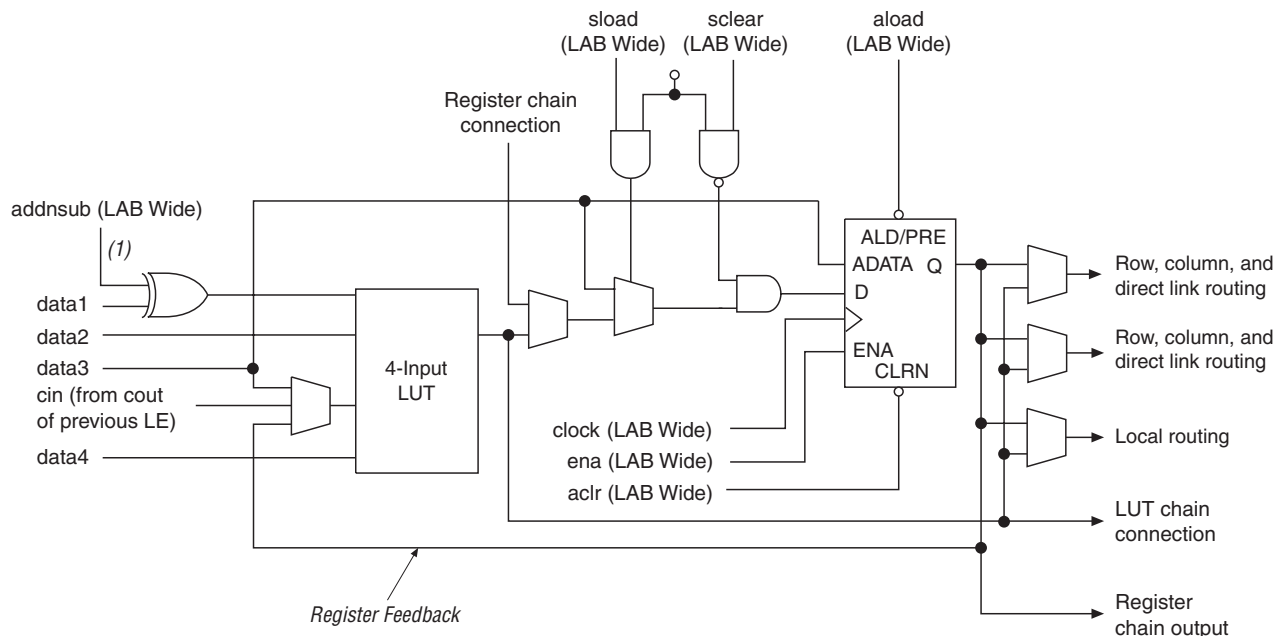 sload
(LAB Wide)
sclear
(LAB Wide)
aload
(LAB Wide)
Register chain
connection
addnsub (LAB Wide)
(1)
data1
data2
data3
cin (from cout
of previous LE)
data4
4-Input
LUT
ALD/PRE
ADATA Q
D
ENA
CLRN
clock (LAB Wide)
ena (LAB Wide)
aclr (LAB Wide)
Row, column, and
direct link routing
Row, column, and
direct link routing
Local routing
LUT chain
connection
Register
chain output
Register Feedback